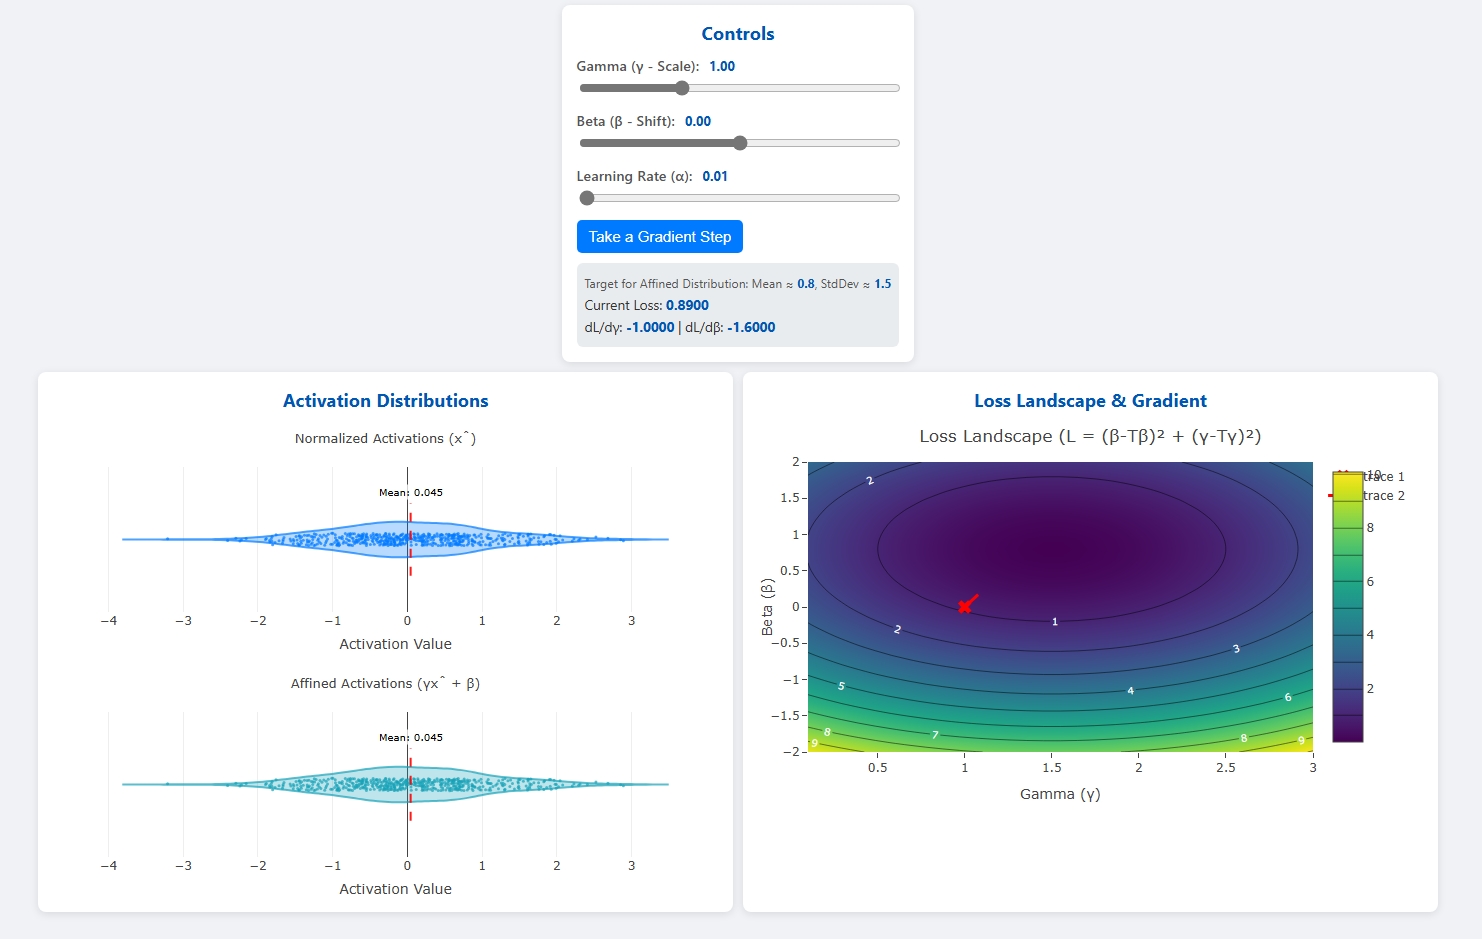 Controls
Gamma (γ - Scale): 1.00
Beta (β - Shift): 0.00
Learning Rate (α): 0.01
Take a Gradient Step
Target for Affined Distribution: Mean ≈ 0.8, StdDev ≈ 1.5
Current Loss: 0.8900
dL/dγ: -1.0000 | dL/dβ: -1.6000
Activation Distributions
Normalized Activations (xˆ)
Mean: 0.045
−4 −3 −2 −1 0 1 2 3
Activation Value
Affined Activations (γxˆ + β)
Mean: 0.045
−4 −3 −2 −1 0 1 2 3
Activation Value
Loss Landscape & Gradient
Loss Landscape (L = (β-Tβ)² + (γ-Tγ)²)
2
1.5
1
0.5
0
−0.5
−1
−1.5
−2
Beta (β)
2
1
2
3
5
4
6
8
7
8
9
9
0.5 1 1.5 2 2.5 3
Gamma (γ)
10
trace 1
trace 2
8
6
4
2